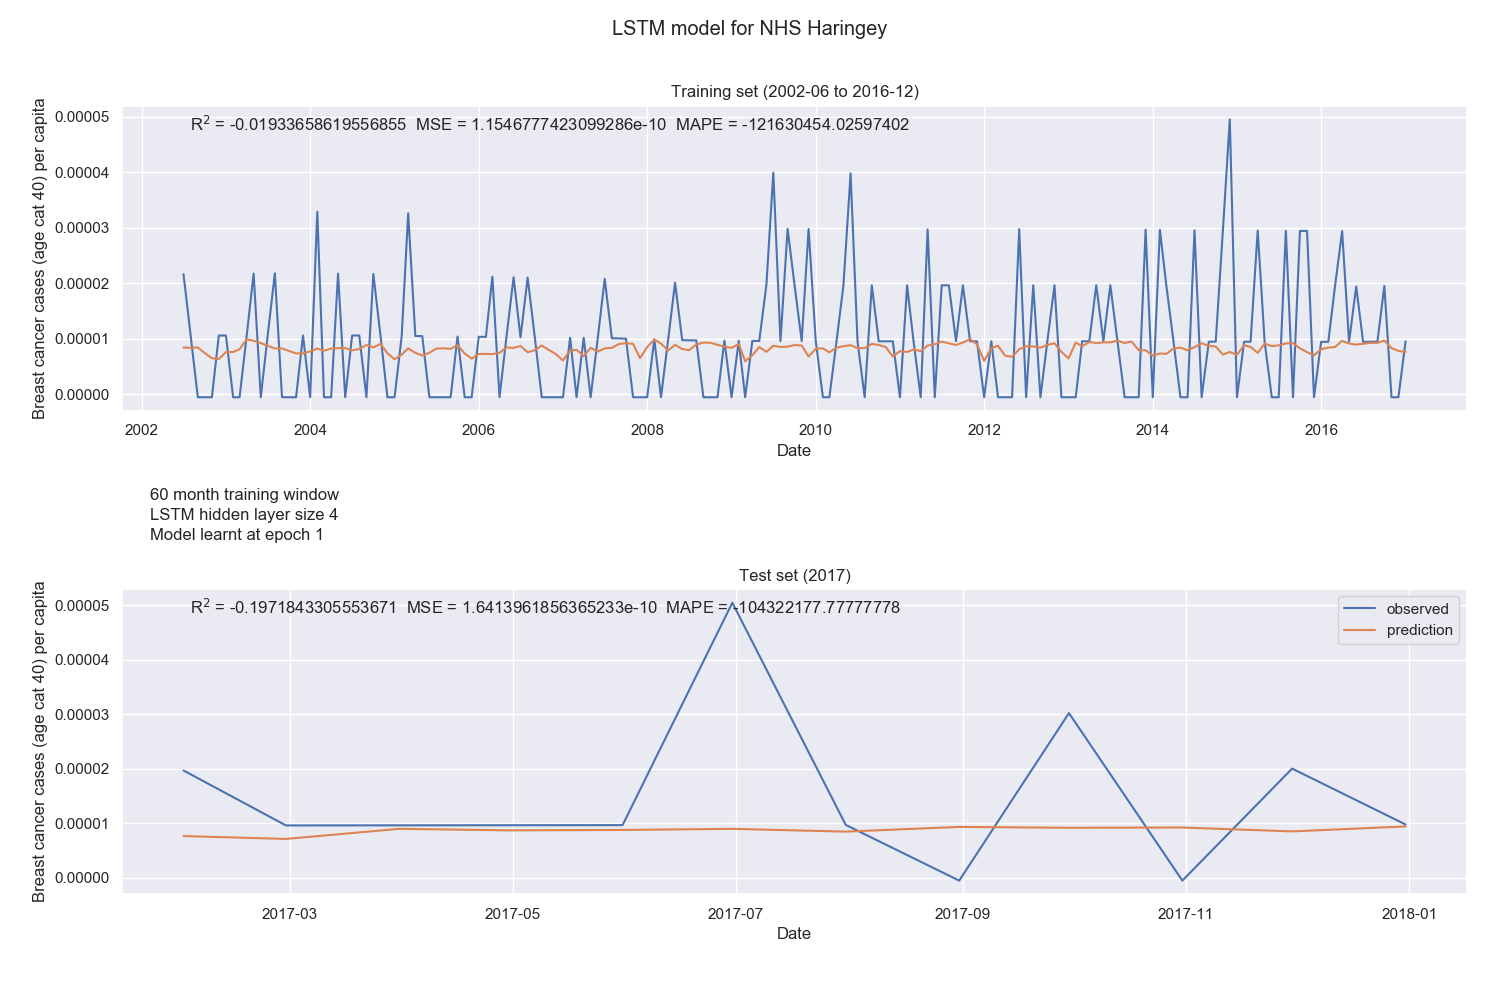 LSTM model for NHS Haringey
Training set (2002-06 to 2016-12)
R² = -0.01933658619556855 MSE = 1.1546777423099286e-10 MAPE = -121630454.02597402
Breast cancer cases (age cat 40) per capita
0.00005
0.00004
0.00003
0.00002
0.00001
0.00000
2002 2004 2006 2008 2010 2012 2014 2016
Date
60 month training window
LSTM hidden layer size 4
Model learnt at epoch 1
Test set (2017)
R² = -0.1971843305553671 MSE = 1.6413961856365233e-10 MAPE = -104322177.77777778
observed
prediction
Breast cancer cases (age cat 40) per capita
0.00005
0.00004
0.00003
0.00002
0.00001
0.00000
2017-03 2017-05 2017-07 2017-09 2017-11 2018-01
Date